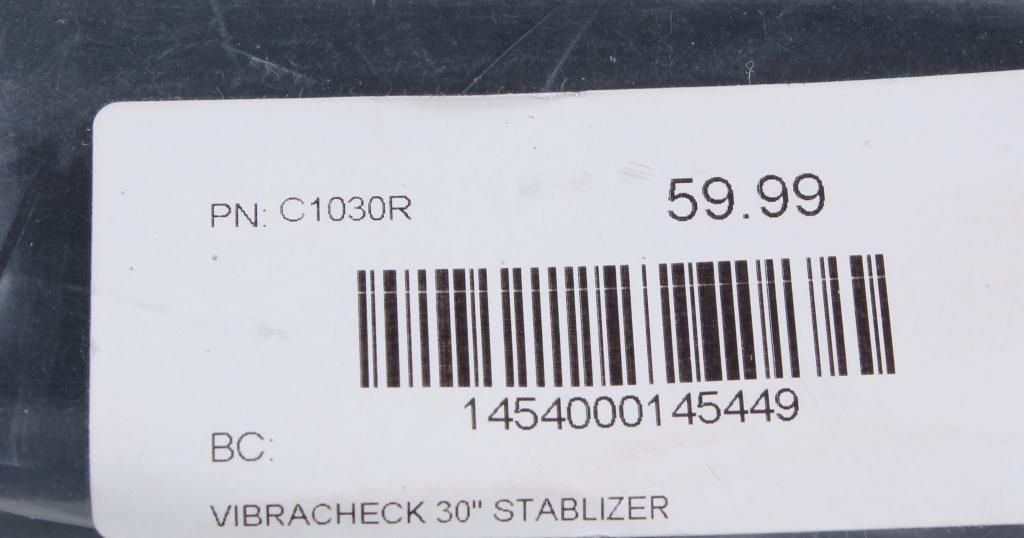 PN: C1030R 59.99
1454000145449
BC:
VIBRACHECK 30" STABLIZER